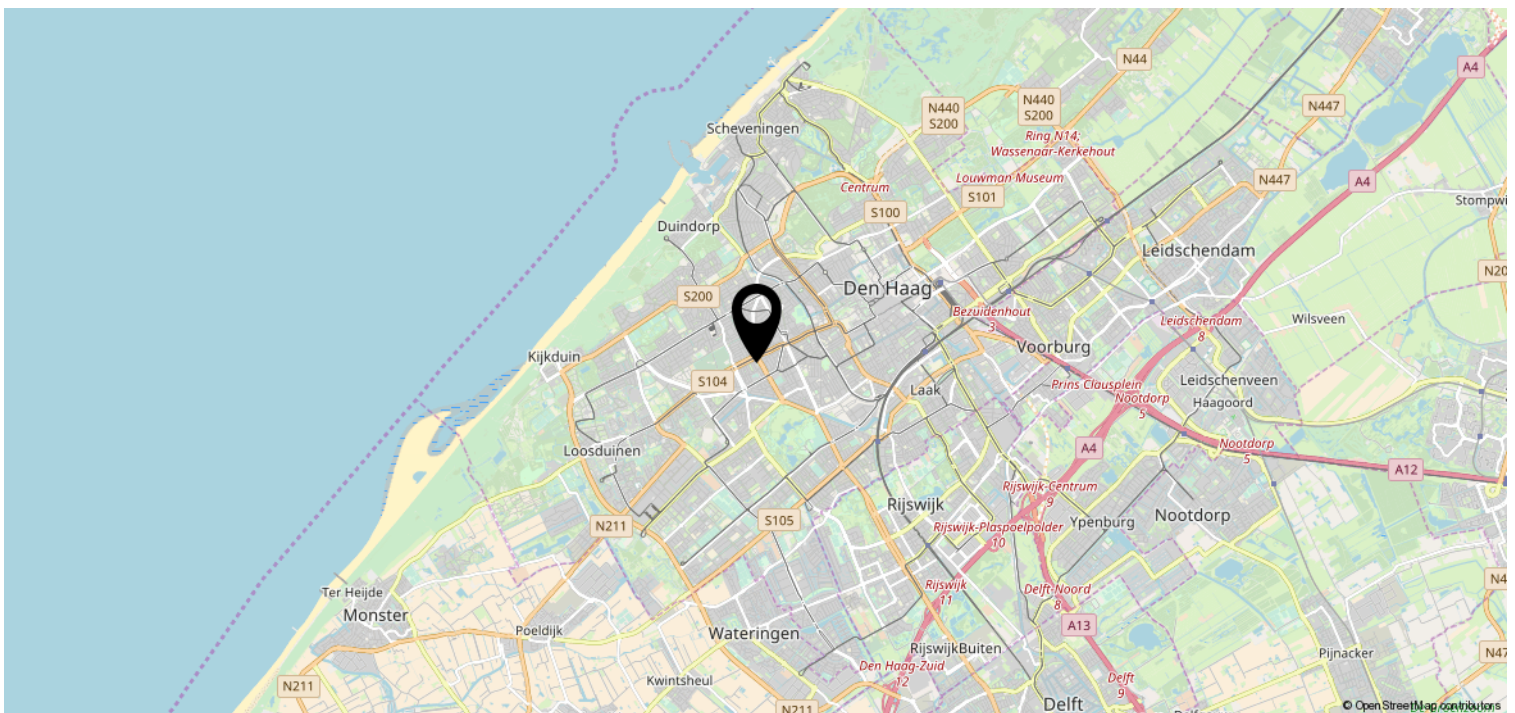 N44
A4
N440
S200
N440
S200
N447
Scheveningen
Ring N14;
Wassenaar-Kerkehout
Centrum
Louwman Museum
S101
N447
A4
Stompwi
S100
Duindorp
Leidschendam
N20
Den Haag
S200
Bezuidenhout
3
Leidschendam
8
Wilsveen
Voorburg
Kijkduin
S104
Laak
Prins Clausplein
Leidschenveen
Nootdorp
5
Haagoord
Loosduinen
A4
Nootdorp
5
A12
Rijswijk-Centrum
9
Rijswijk
S105
N211
Rijswijk-Plaspoelpolder
10
Ypenburg
Nootdorp
Ter Heijde
Monster
Rijswijk
11
Delft-Noord
8
N4
Poeldijk
Wateringen
A13
RijswijkBuiten
Pijnacker
N47
Den Haag-Zuid
12
Kwintsheul
N211
Delft
9
N211
Delft
© OpenStreetMap contributors